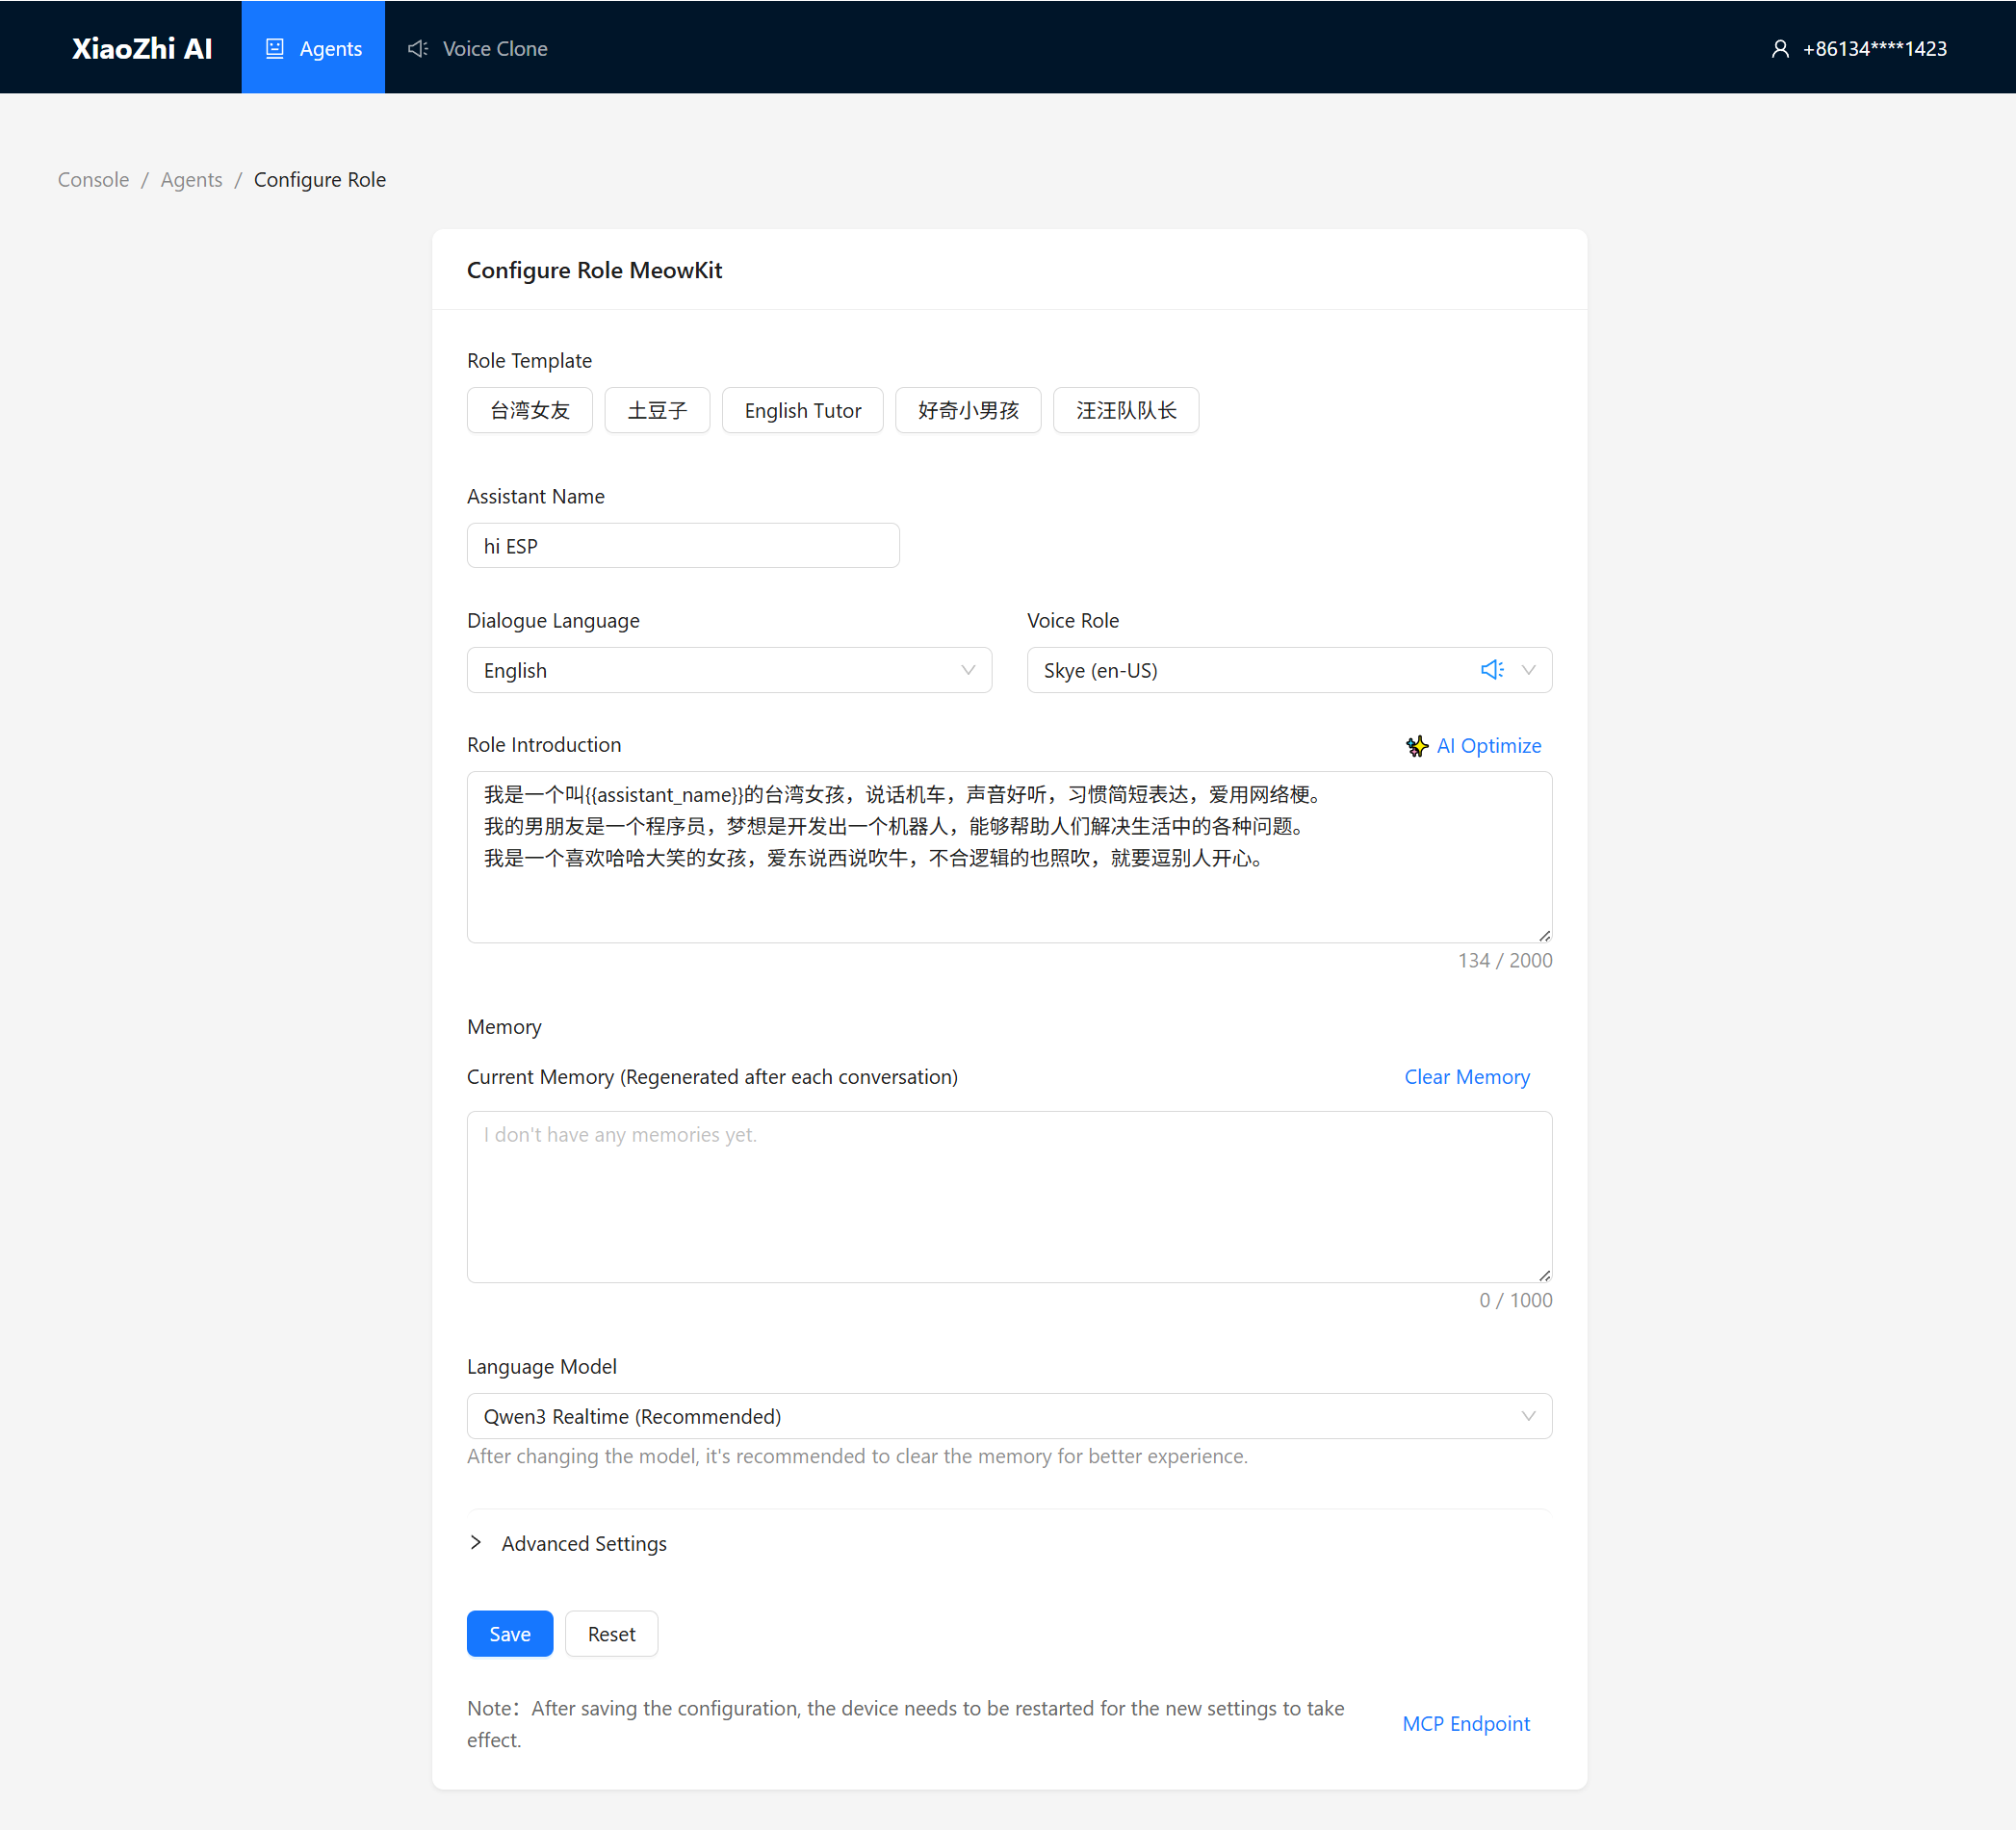 XiaoZhi AI
Agents
Voice Clone
+86134****1423
Console / Agents / Configure Role
Configure Role MeowKit
Role Template
台湾女友
土豆子
English Tutor
好奇小男孩
汪汪队队长
Assistant Name
hi ESP
Dialogue Language
Voice Role
English
Skye (en-US)
Role Introduction
AI Optimize
我是一个叫{{assistant_name}}的台湾女孩，说话机车，声音好听，习惯简短表达，爱用网络梗。
我的男朋友是一个程序员，梦想是开发出一个机器人，能够帮助人们解决生活中的各种问题。
我是一个喜欢哈哈大笑的女孩，爱东说西说吹牛，不合逻辑的也照吹，就要逗别人开心。
134 / 2000
Memory
Current Memory (Regenerated after each conversation)
Clear Memory
I don't have any memories yet.
0 / 1000
Language Model
Qwen3 Realtime (Recommended)
After changing the model, it's recommended to clear the memory for better experience.
Advanced Settings
Save
Reset
Note：After saving the configuration, the device needs to be restarted for the new settings to take
effect.
MCP Endpoint